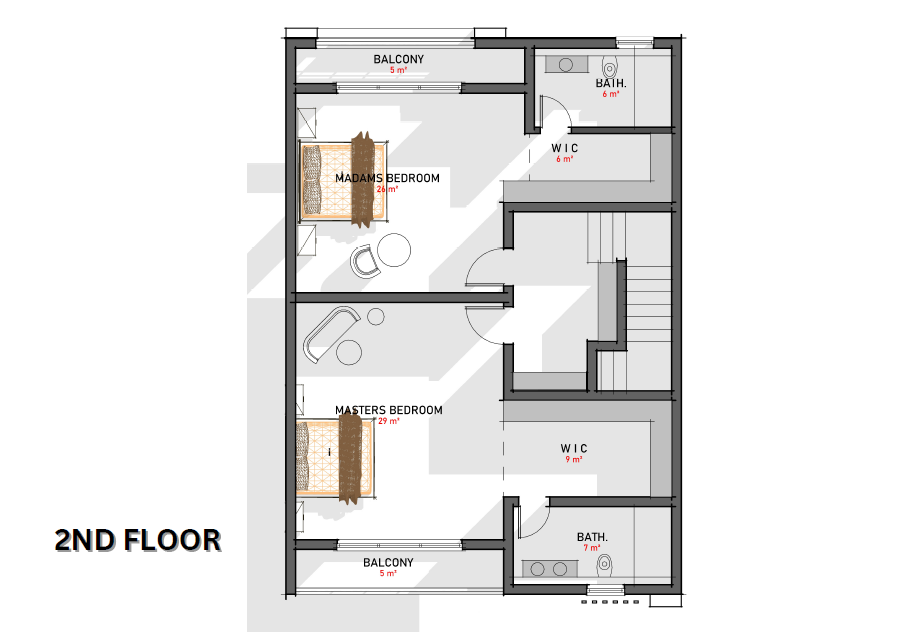 BALCONY
5 m²
BATH.
6 m²
W I C
6 m²
MADAMS BEDROOM
26 m²
MASTERS BEDROOM
29 m²
W I C
9 m²
2ND FLOOR
BATH.
7 m²
BALCONY
5 m²